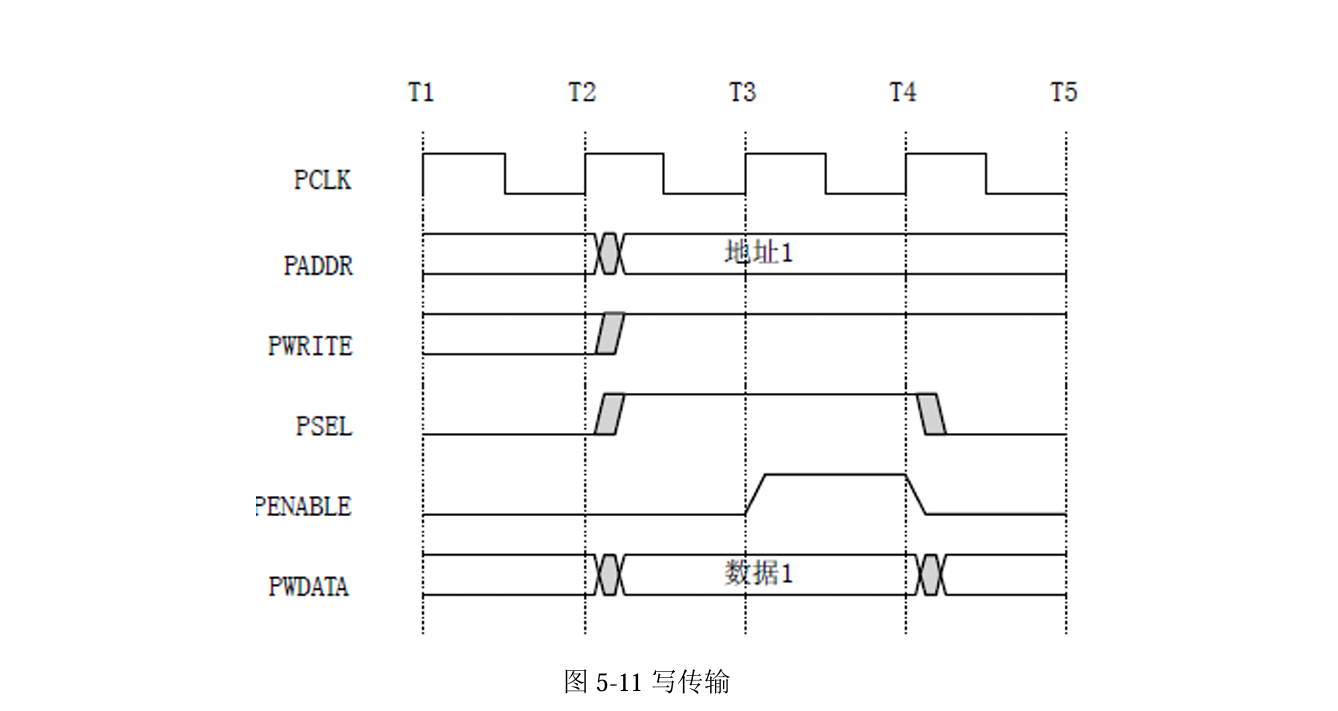 T1 T2 T3 T4 T5
PCLK
PADDR 地址1
PWRITE
PSEL
PENABLE
PWDATA 数据1
图 5-11 写传输